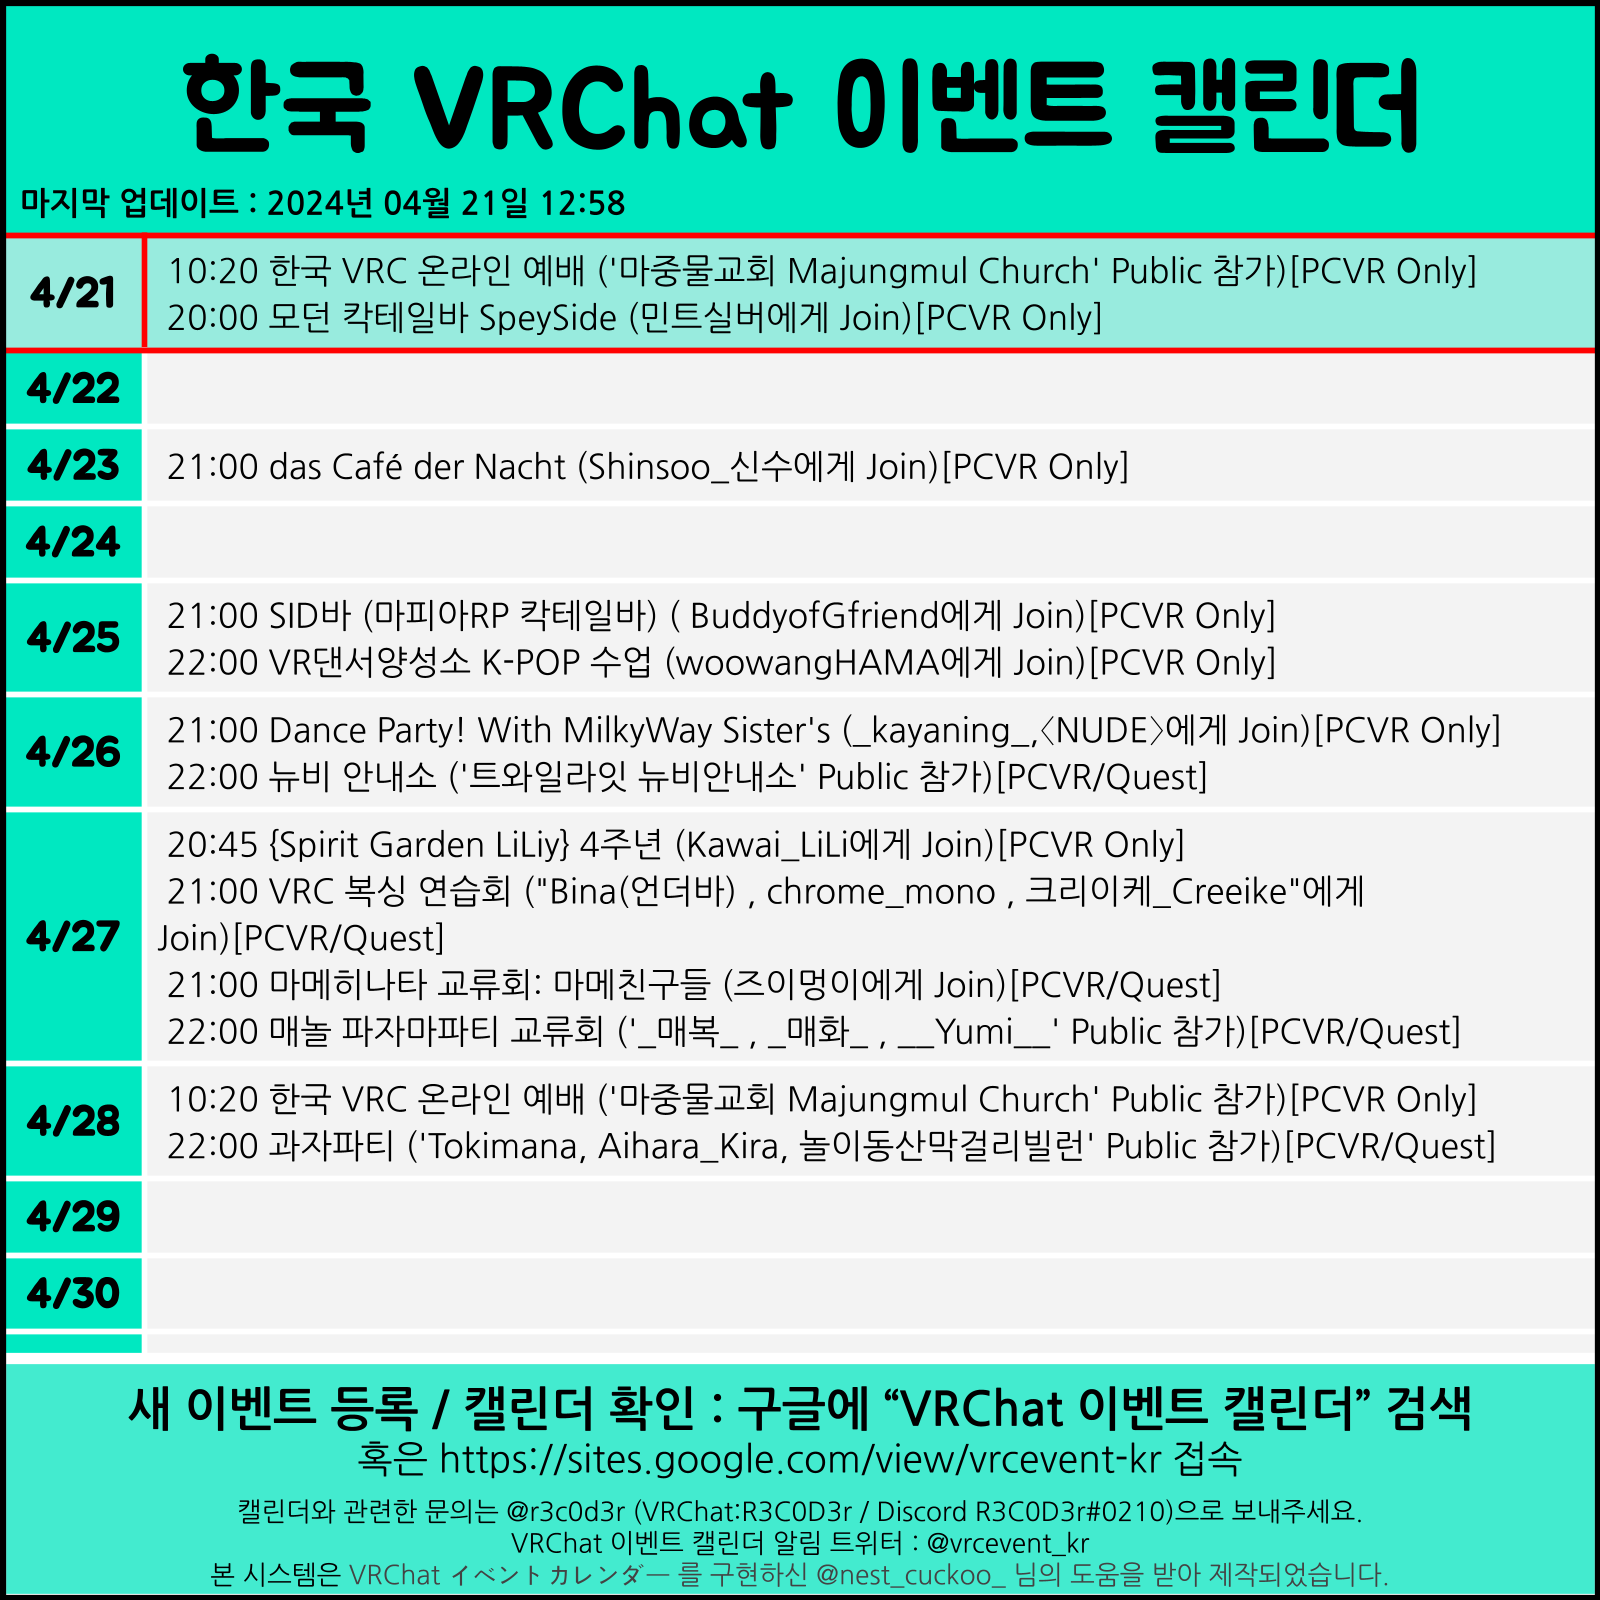 한국 VRChat 이벤트 캘린더
마지막 업데이트 : 2024년 04월 21일 12:58
4/21
10:20 한국 VRC 온라인 예배 ('마중물교회 Majungmul Church' Public 참가)[PCVR Only]
20:00 모던 칵테일바 SpeySide (민트실버에게 Join)[PCVR Only]
4/22
4/23
21:00 das Café der Nacht (Shinsoo_신수에게 Join)[PCVR Only]
4/24
4/25
21:00 SID바 (마피아RP 칵테일바) ( BuddyofGfriend에게 Join)[PCVR Only]
22:00 VR댄서양성소 K-POP 수업 (woowangHAMA에게 Join)[PCVR Only]
4/26
21:00 Dance Party! With MilkyWay Sister's (_kayaning_,〈NUDE〉에게 Join)[PCVR Only]
22:00 뉴비 안내소 ('트와일라잇 뉴비안내소' Public 참가)[PCVR/Quest]
4/27
20:45 {Spirit Garden LiLiy} 4주년 (Kawai_LiLi에게 Join)[PCVR Only]
21:00 VRC 복싱 연습회 ("Bina(언더바) , chrome_mono , 크리이케_Creeike"에게
Join)[PCVR/Quest]
21:00 마메히나타 교류회: 마메친구들 (즈이멍이에게 Join)[PCVR/Quest]
22:00 매놀 파자마파티 교류회 ('_매복_ , _매화_ , __Yumi__' Public 참가)[PCVR/Quest]
4/28
10:20 한국 VRC 온라인 예배 ('마중물교회 Majungmul Church' Public 참가)[PCVR Only]
22:00 과자파티 ('Tokimana, Aihara_Kira, 놀이동산막걸리빌런' Public 참가)[PCVR/Quest]
4/29
4/30
새 이벤트 등록 / 캘린더 확인 : 구글에 “VRChat 이벤트 캘린더” 검색
혹은 https://sites.google.com/view/vrcevent-kr 접속
캘린더와 관련한 문의는 @r3c0d3r (VRChat:R3C0D3r / Discord R3C0D3r#0210)으로 보내주세요.
VRChat 이벤트 캘린더 알림 트위터 : @vrcevent_kr
본 시스템은 VRChat イベントカレンダー 를 구현하신 @nest_cuckoo_ 님의 도움을 받아 제작되었습니다.